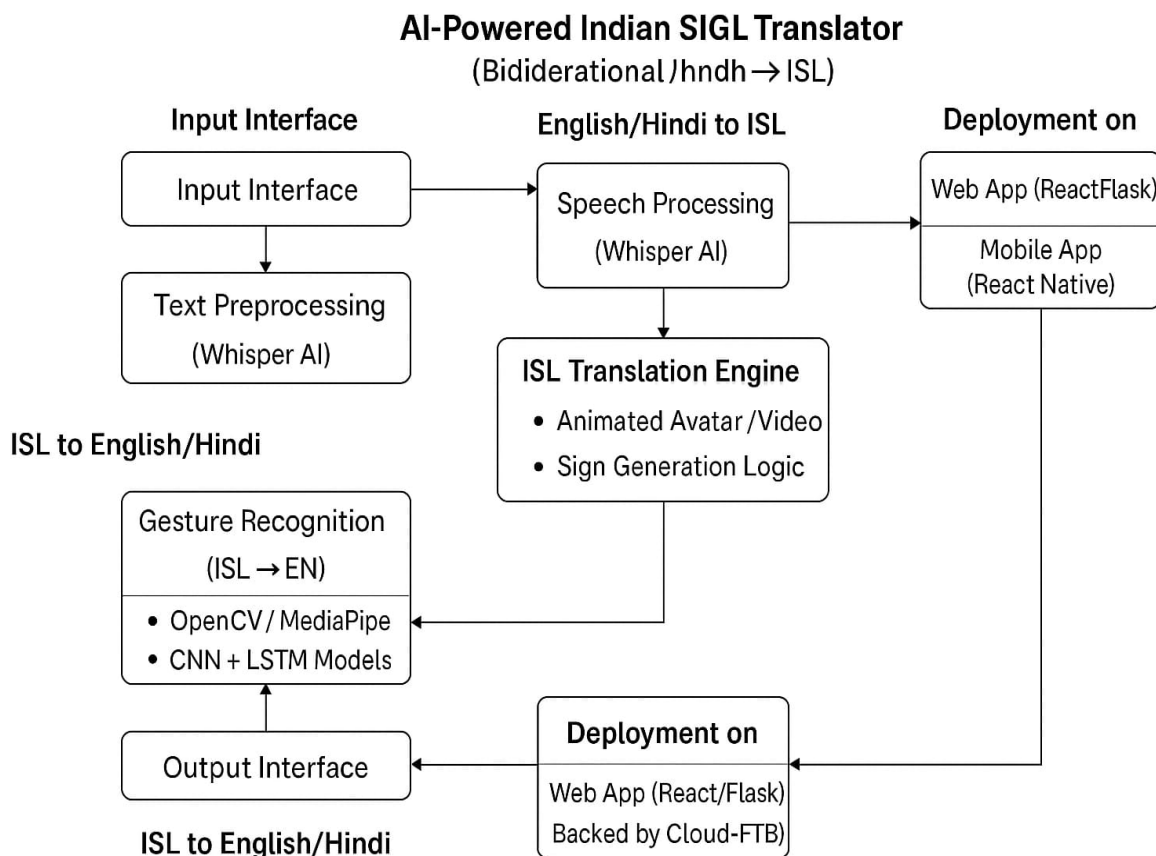 AI-Powered Indian SIGL Translator
(Bididerational /hndh → ISL)
Input Interface
Input Interface
Text Preprocessing
(Whisper AI)
English/Hindi to ISL
Speech Processing
(Whisper AI)
ISL Translation Engine
• Animated Avatar / Video
• Sign Generation Logic
Deployment on
Web App (ReactFlask)
Mobile App
(React Native)
ISL to English/Hindi
Gesture Recognition
(ISL → EN)
• OpenCV / MediaPipe
• CNN + LSTM Models
Output Interface
ISL to English/Hindi
Deployment on
Web App (React/Flask)
Backed by Cloud-FTB)